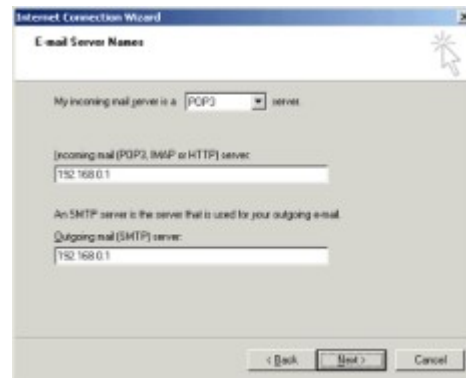 Internet Connection Wizard
E-mail Server Names
My incoming mail server is a POP3 server.
Incoming mail (POP3, IMAP or HTTP) server:
192.168.0.1
An SMTP server is the server that is used for your outgoing e-mail.
Outgoing mail (SMTP) server:
192.168.0.1
< Back Next > Cancel